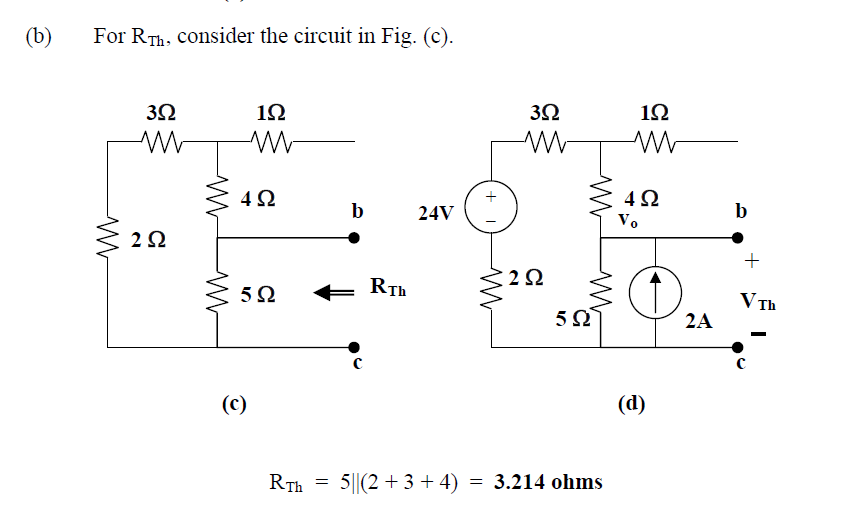 (b) For RTh, consider the circuit in Fig. (c).
3Ω 1Ω 3Ω 1Ω
4 Ω b 24V + 4 Ω b
− Vo
2 Ω +
5 Ω RTh 2 Ω VTh
5 Ω 2A −
c c
(c) (d)
RTh = 5||(2 + 3 + 4) = 3.214 ohms